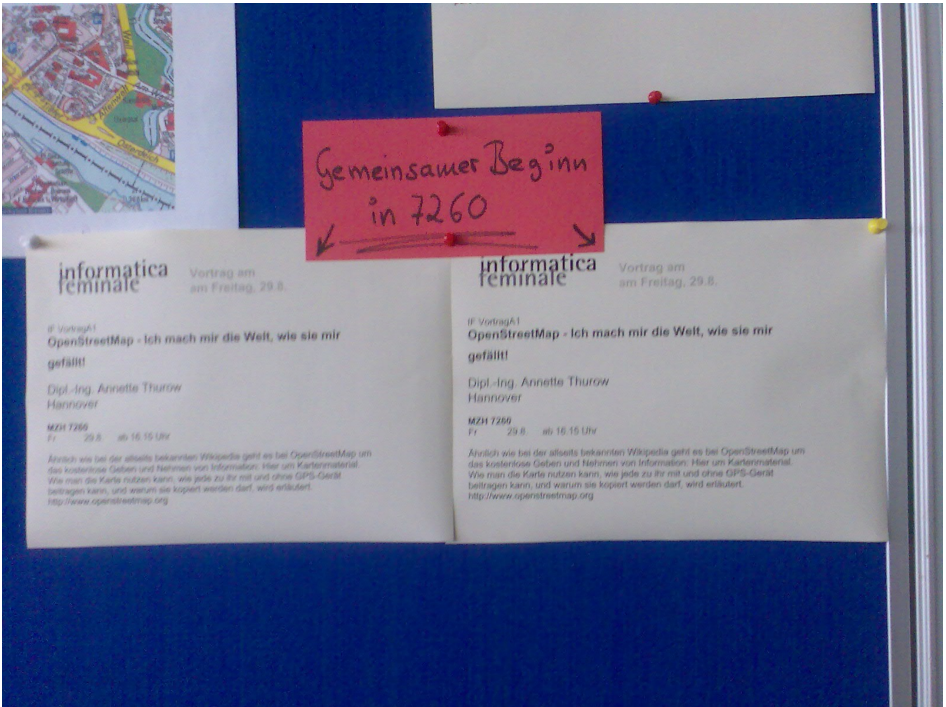 Gemeinsamer Beginn
in 7260
informatica
feminale
Vortrag am
am Freitag, 29.8.
IF VortragA1
OpenStreetMap - Ich mach mir die Welt, wie sie mir
gefällt!
Dipl.-Ing. Annette Thurow
Hannover
MZH 7260
Fr 29.8. ab 16.15 Uhr
Ähnlich wie bei der allseits bekannten Wikipedia geht es bei OpenStreetMap um
das kostenlose Geben und Nehmen von Information: Hier um Kartenmaterial.
Wie man die Karte nutzen kann, wie jede zu ihr mit und ohne GPS-Gerät
beitragen kann, und warum sie kopiert werden darf, wird erläutert.
http://www.openstreetmap.org
informatica
feminale
Vortrag am
am Freitag, 29.8.
IF VortragA1
OpenStreetMap - Ich mach mir die Welt, wie sie mir
gefällt!
Dipl.-Ing. Annette Thurow
Hannover
MZH 7260
Fr 29.8. ab 16.15 Uhr
Ähnlich wie bei der allseits bekannten Wikipedia geht es bei OpenStreetMap um
das kostenlose Geben und Nehmen von Information: Hier um Kartenmaterial.
Wie man die Karte nutzen kann, wie jede zu ihr mit und ohne GPS-Gerät
beitragen kann, und warum sie kopiert werden darf, wird erläutert.
http://www.openstreetmap.org